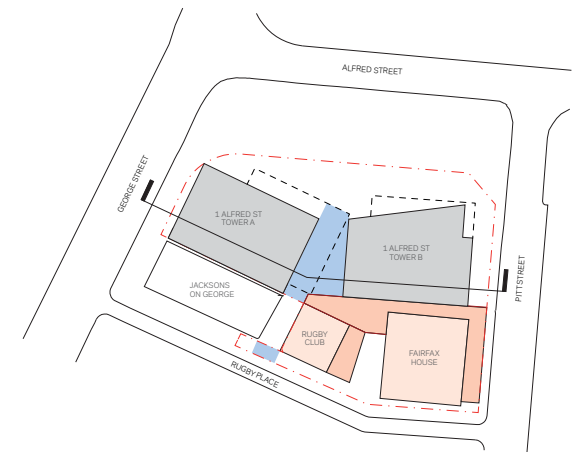 ALFRED STREET
GEORGE STREET
1 ALFRED ST
TOWER A
1 ALFRED ST
TOWER B
PITT STREET
JACKSONS
ON GEORGE
RUGBY
CLUB
FAIRFAX
HOUSE
RUGBY PLACE